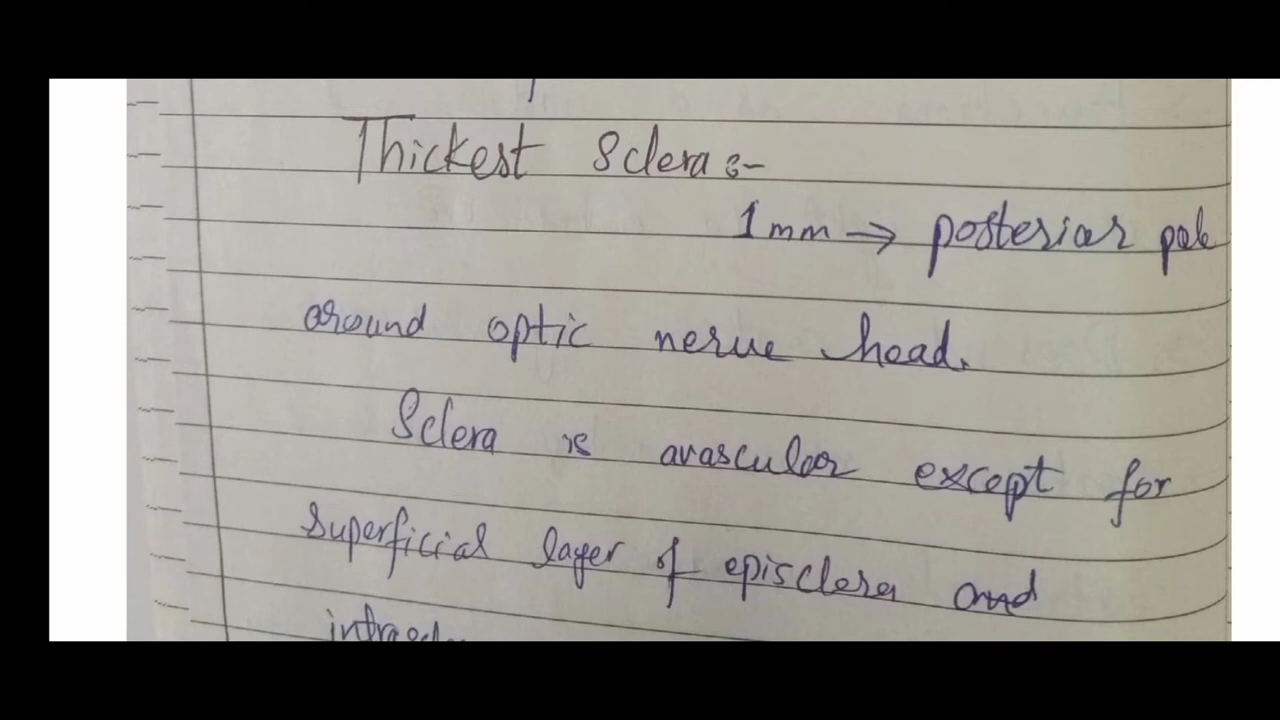 Thickest Sclera :-
1mm → posterior pole
around optic nerve head.
Sclera is avascular except for
superficial layer of episclera and